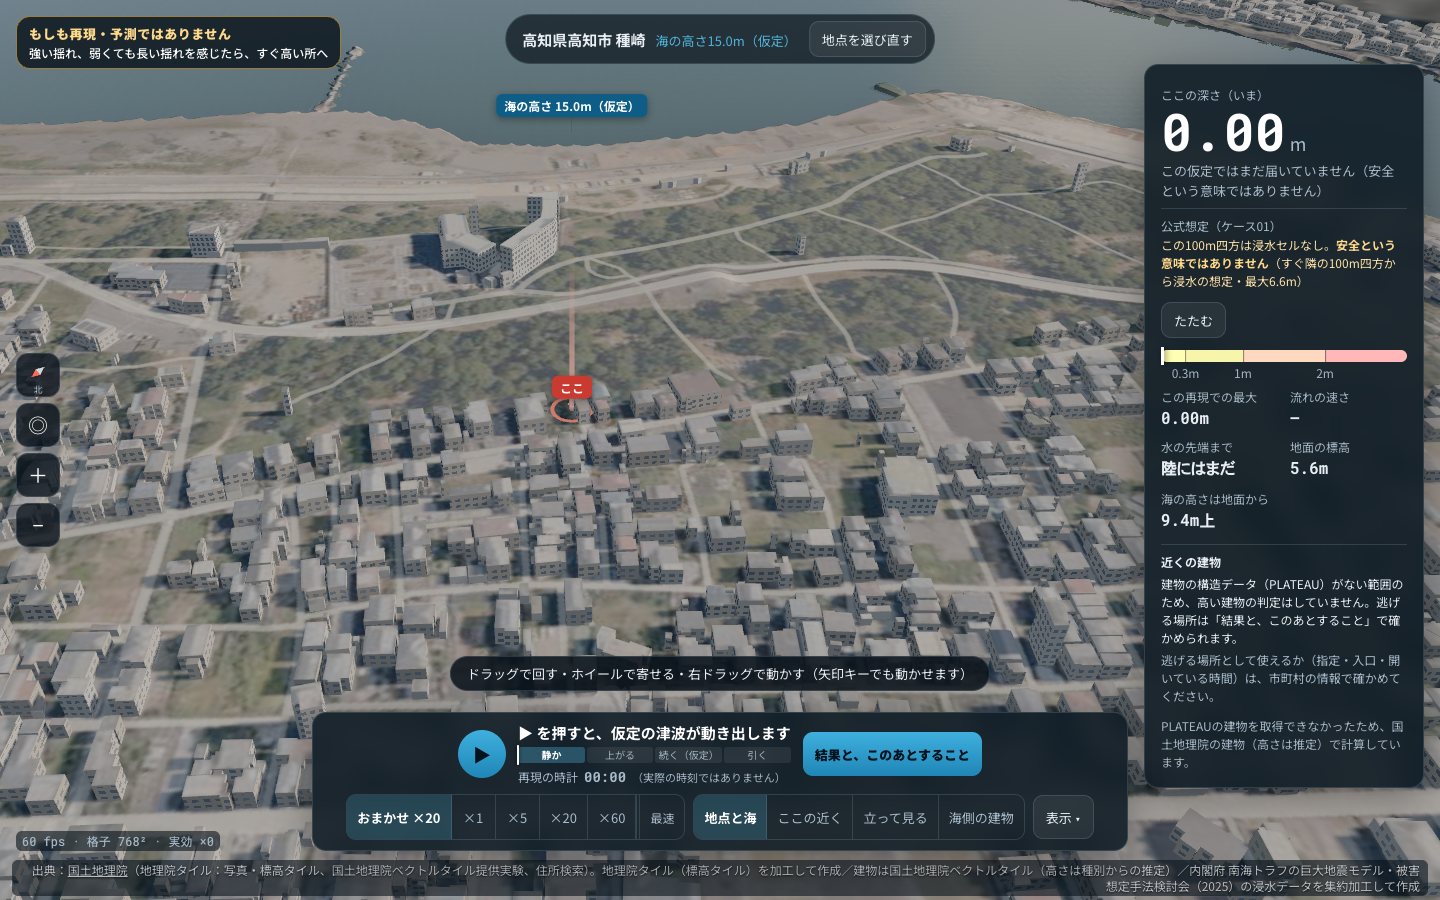 もしも再現・予測ではありません
強い揺れ、弱くても長い揺れを感じたら、すぐ高い所へ
高知県高知市 種崎 海の高さ15.0m（仮定） 地点を選び直す
海の高さ 15.0m（仮定）
ここ
北
◎
＋
−
ここの深さ（いま）
0.00 m
この仮定ではまだ届いていません（安全
という意味ではありません）
公式想定（ケース01）
この100m四方は浸水セルなし。安全という
意味ではありません（すぐ隣の100m四方か
ら浸水の想定・最大6.6m）
たたむ
0.3m 1m 2m
この再現での最大 流れの速さ
0.00m —
水の先端まで 地面の標高
陸にはまだ 5.6m
海の高さは地面から
9.4m上
近くの建物
建物の構造データ（PLATEAU）がない範囲の
ため、高い建物の判定はしていません。逃げ
る場所は「結果と、このあとすること」で確
かめられます。
逃げる場所として使えるか（指定・入口・開
いている時間）は、市町村の情報で確かめて
ください。
PLATEAUの建物を取得できなかったため、国
土地理院の建物（高さは推定）で計算してい
ます。
ドラッグで回す・ホイールで寄せる・右ドラッグで動かす（矢印キーでも動かせます）
▶ を押すと、仮定の津波が動き出します
静か 上がる 続く（仮定） 引く
再現の時計 00:00 （実際の時刻ではありません）
結果と、このあとすること
おまかせ ×20 ×1 ×5 ×20 ×60 最速
地点と海 ここの近く 立って見る 海側の建物 表示 ▾
60 fps · 格子 768² · 実効 ×0
出典：国土地理院（地理院タイル：写真・標高タイル、国土地理院ベクトルタイル提供実験、住所検索）。地理院タイル（標高タイル）を加工して作成／建物は国土地理院ベクトルタイル（高さは種別からの推定）／内閣府 南海トラフの巨大地震モデル・被害
想定手法検討会（2025）の浸水データを集約加工して作成